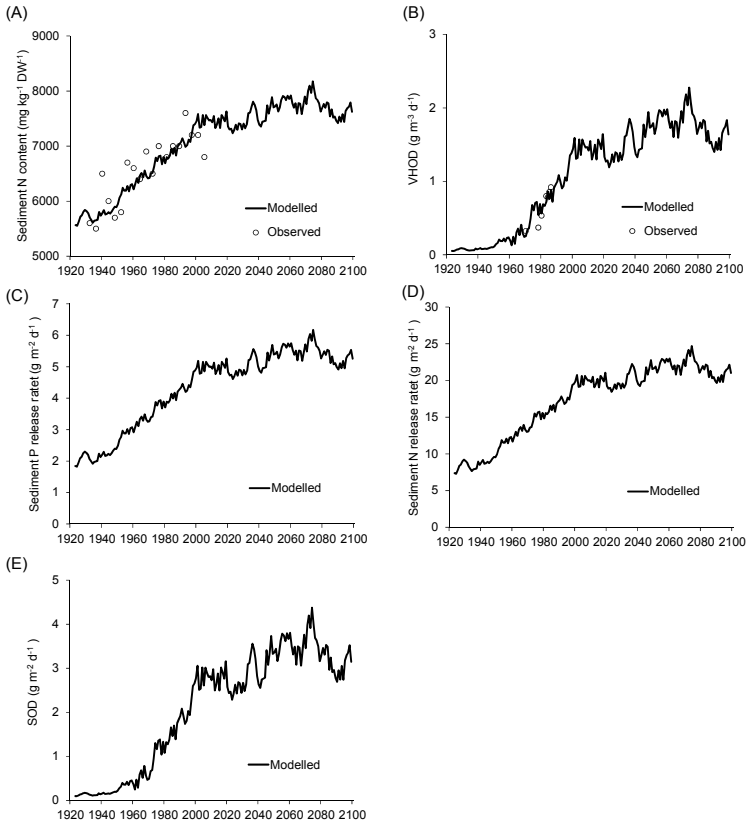 (A)
Sediment N content (mg kg-1 DW-1)
9000
8000
7000
6000
5000
Modelled
Observed
1920 1940 1960 1980 2000 2020 2040 2060 2080 2100
(B)
VHOD (g m-3 d-1)
3
2
1
0
Modelled
Observed
1920 1940 1960 1980 2000 2020 2040 2060 2080 2100
(C)
Sediment P release ratet (g m-2 d-1 )
7
6
5
4
3
2
1
0
Modelled
1920 1940 1960 1980 2000 2020 2040 2060 2080 2100
(D)
Sediment N release ratet (g m-2 d-1 )
30
25
20
15
10
5
0
Modelled
1920 1940 1960 1980 2000 2020 2040 2060 2080 2100
(E)
SOD (g m-2 d-1 )
5
4
3
2
1
0
Modelled
1920 1940 1960 1980 2000 2020 2040 2060 2080 2100